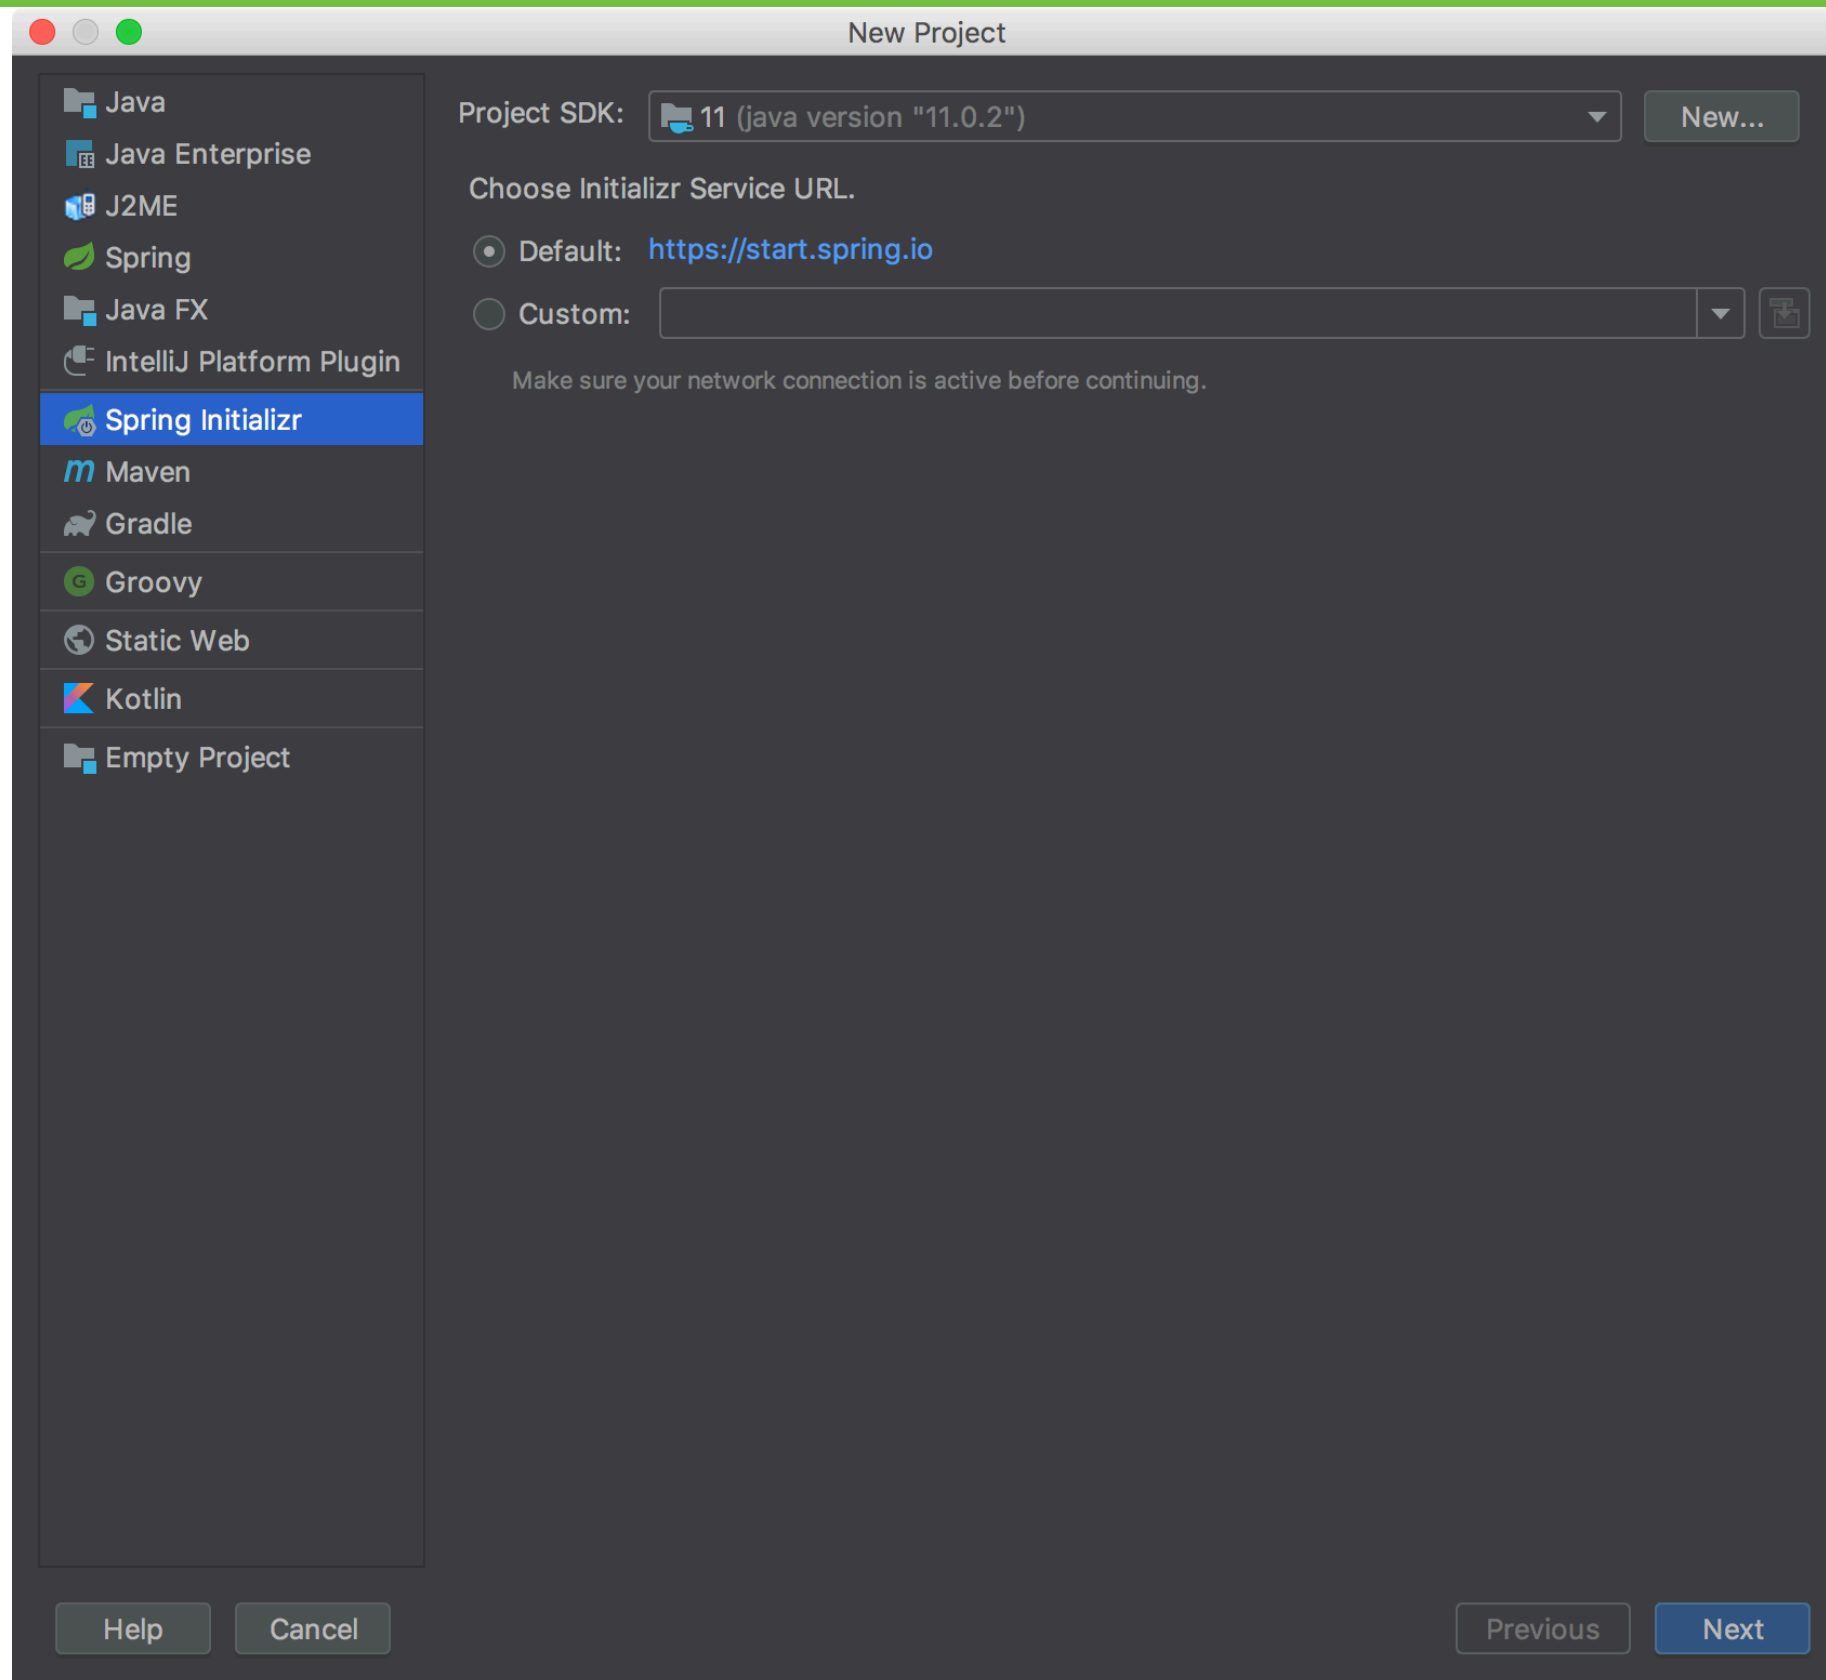 New Project
Java
Java Enterprise
J2ME
Spring
Java FX
IntelliJ Platform Plugin
Spring Initializr
m Maven
Gradle
G Groovy
Static Web
Kotlin
Empty Project
Project SDK: 11 (java version "11.0.2") New...
Choose Initializr Service URL.
Default: https://start.spring.io
Custom:
Make sure your network connection is active before continuing.
Help Cancel Previous Next